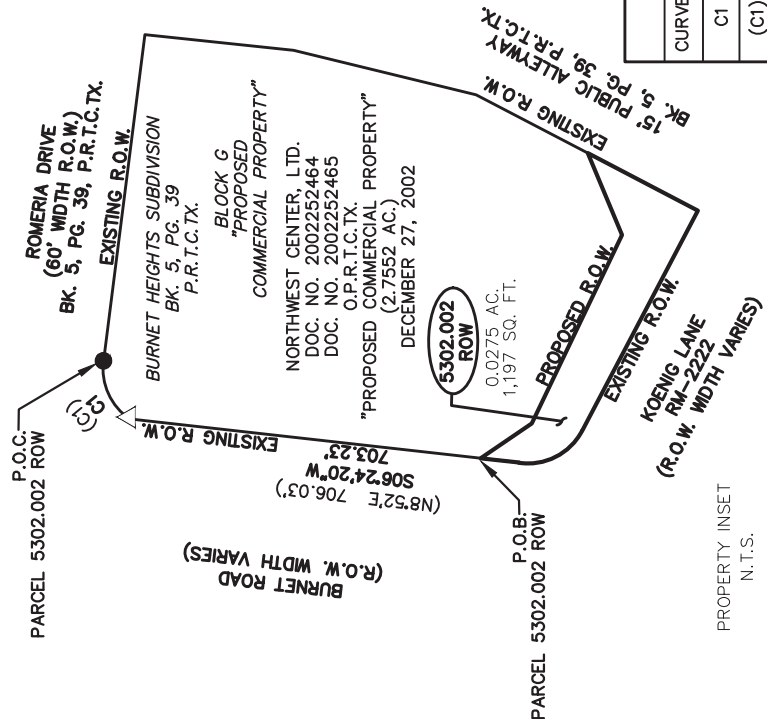 P.O.C.
PARCEL 5302.002 ROW
ROMERIA DRIVE
(60' WIDTH R.O.W.)
BK. 5, PG. 39, P.R.T.C.TX.
EXISTING R.O.W.
(C1)
C1
BURNET HEIGHTS SUBDIVISION
BK. 5, PG. 39
P.R.T.C.TX.
BLOCK G
"PROPOSED
COMMERCIAL PROPERTY"
NORTHWEST CENTER, LTD.
DOC. NO. 2002252464
DOC. NO. 2002252465
O.P.R.T.C.TX.
"PROPOSED COMMERCIAL PROPERTY"
(2.7552 AC.)
DECEMBER 27, 2002
15' PUBLIC ALLEYWAY
BK. 5, PG. 39, P.R.T.C.TX.
EXISTING R.O.W.
EXISTING R.O.W.
S06°24'20"W
703.23'
(N8°52'E 706.03')
BURNET ROAD
(R.O.W. WIDTH VARIES)
5302.002
ROW
0.0275 AC.
1,197 SQ. FT.
PROPOSED R.O.W.
EXISTING R.O.W.
KOENIG LANE
RM-2222
(R.O.W. WIDTH VARIES)
P.O.B.
PARCEL 5302.002 ROW
PROPERTY INSET
N.T.S.
CURVE
C1
(C1)